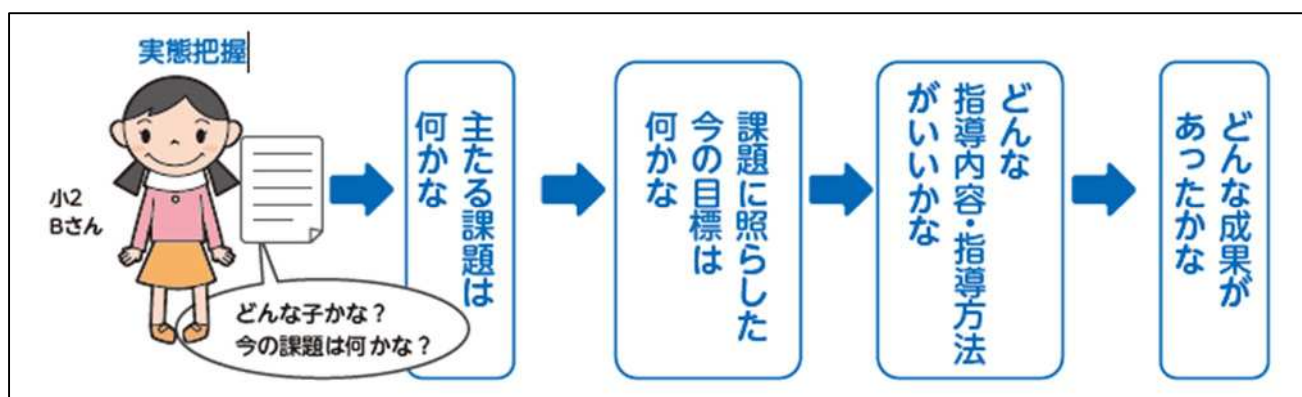 実態把握
小2
Bさん
どんな子かな?
今の課題は何かな?
主たる課題は
何かな
課題に照らした
今の目標は
何かな
どんな
指導内容・指導方法
がいいかな
どんな成果が
あったかな